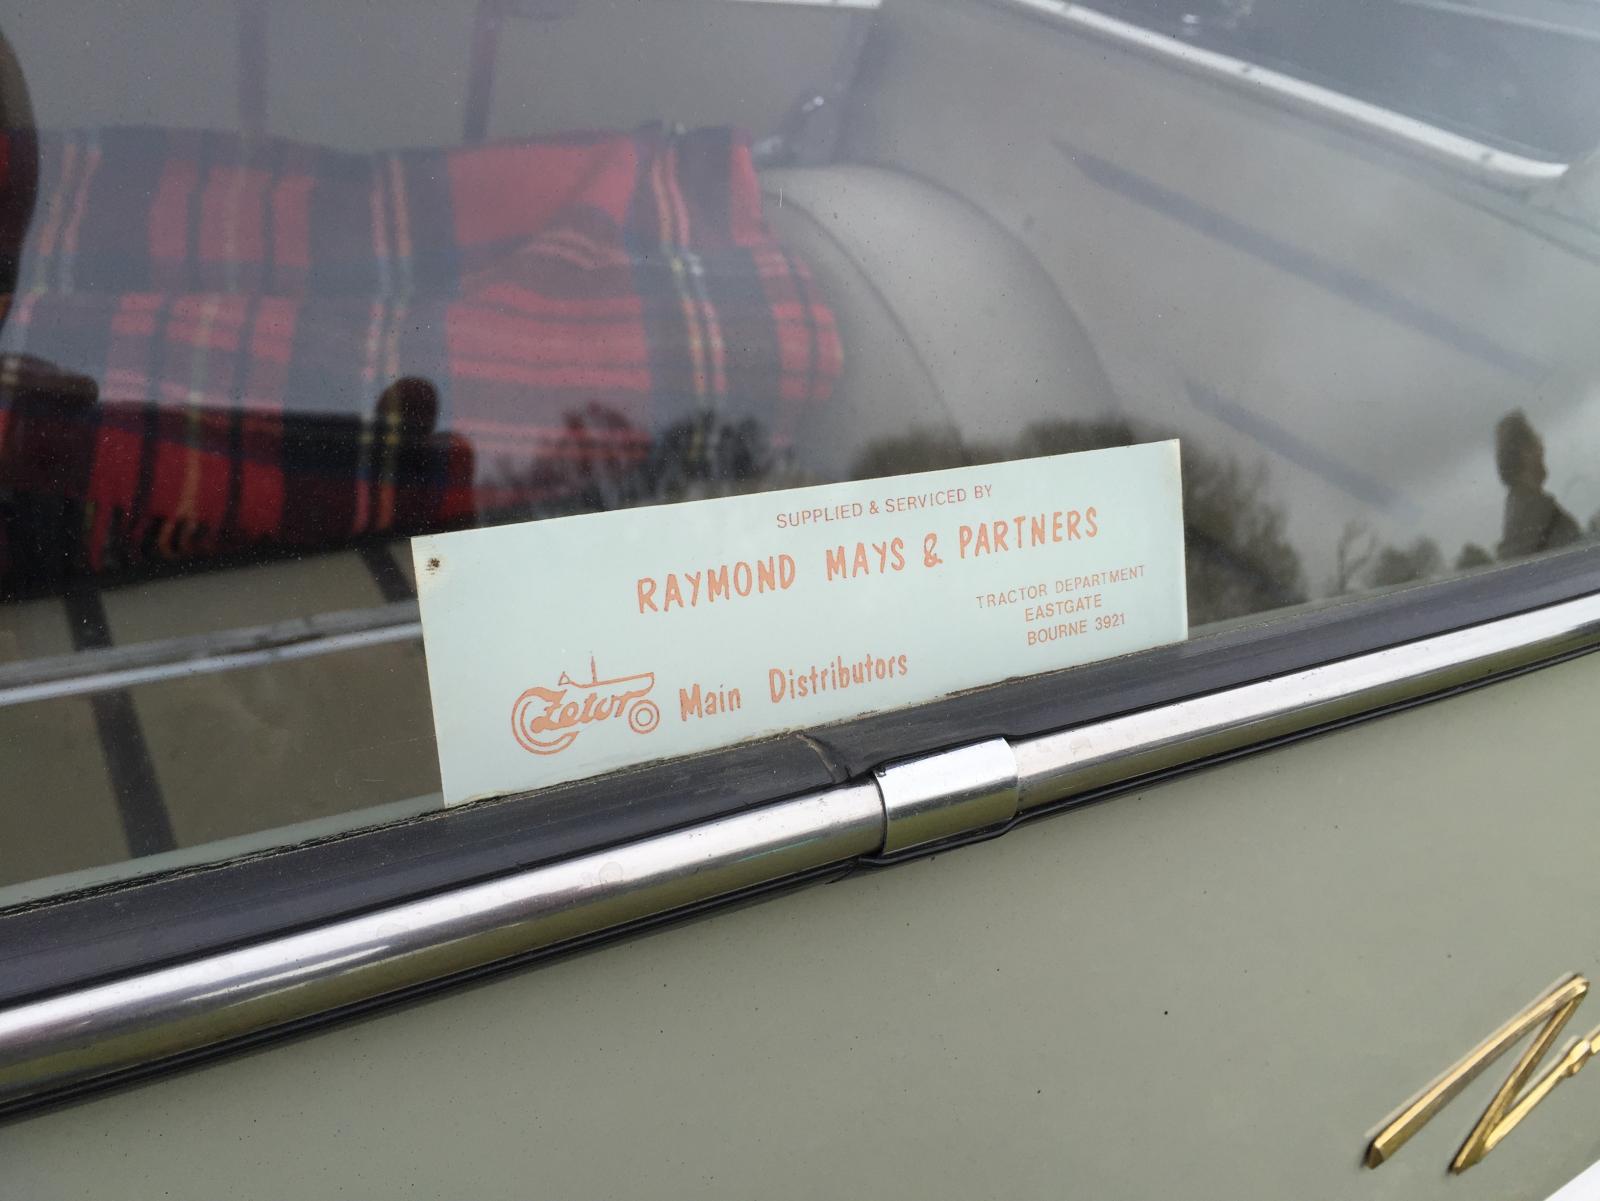 SUPPLIED & SERVICED BY
RAYMOND MAYS & PARTNERS
TRACTOR DEPARTMENT
EASTGATE
BOURNE 3921
Zetor Main Distributors